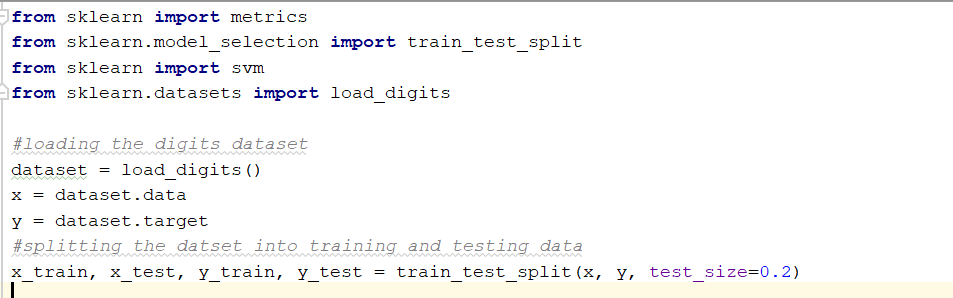 from sklearn import metrics
from sklearn.model_selection import train_test_split
from sklearn import svm
from sklearn.datasets import load_digits
#loading the digits dataset
dataset = load_digits()
x = dataset.data
y = dataset.target
#splitting the datset into training and testing data
x_train, x_test, y_train, y_test = train_test_split(x, y, test_size=0.2)